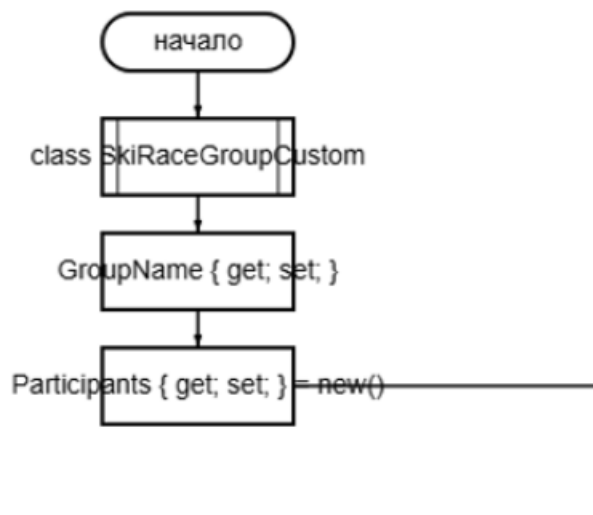 начало
class SkiRaceGroupCustom
GroupName { get; set; }
Participants { get; set; } = new()